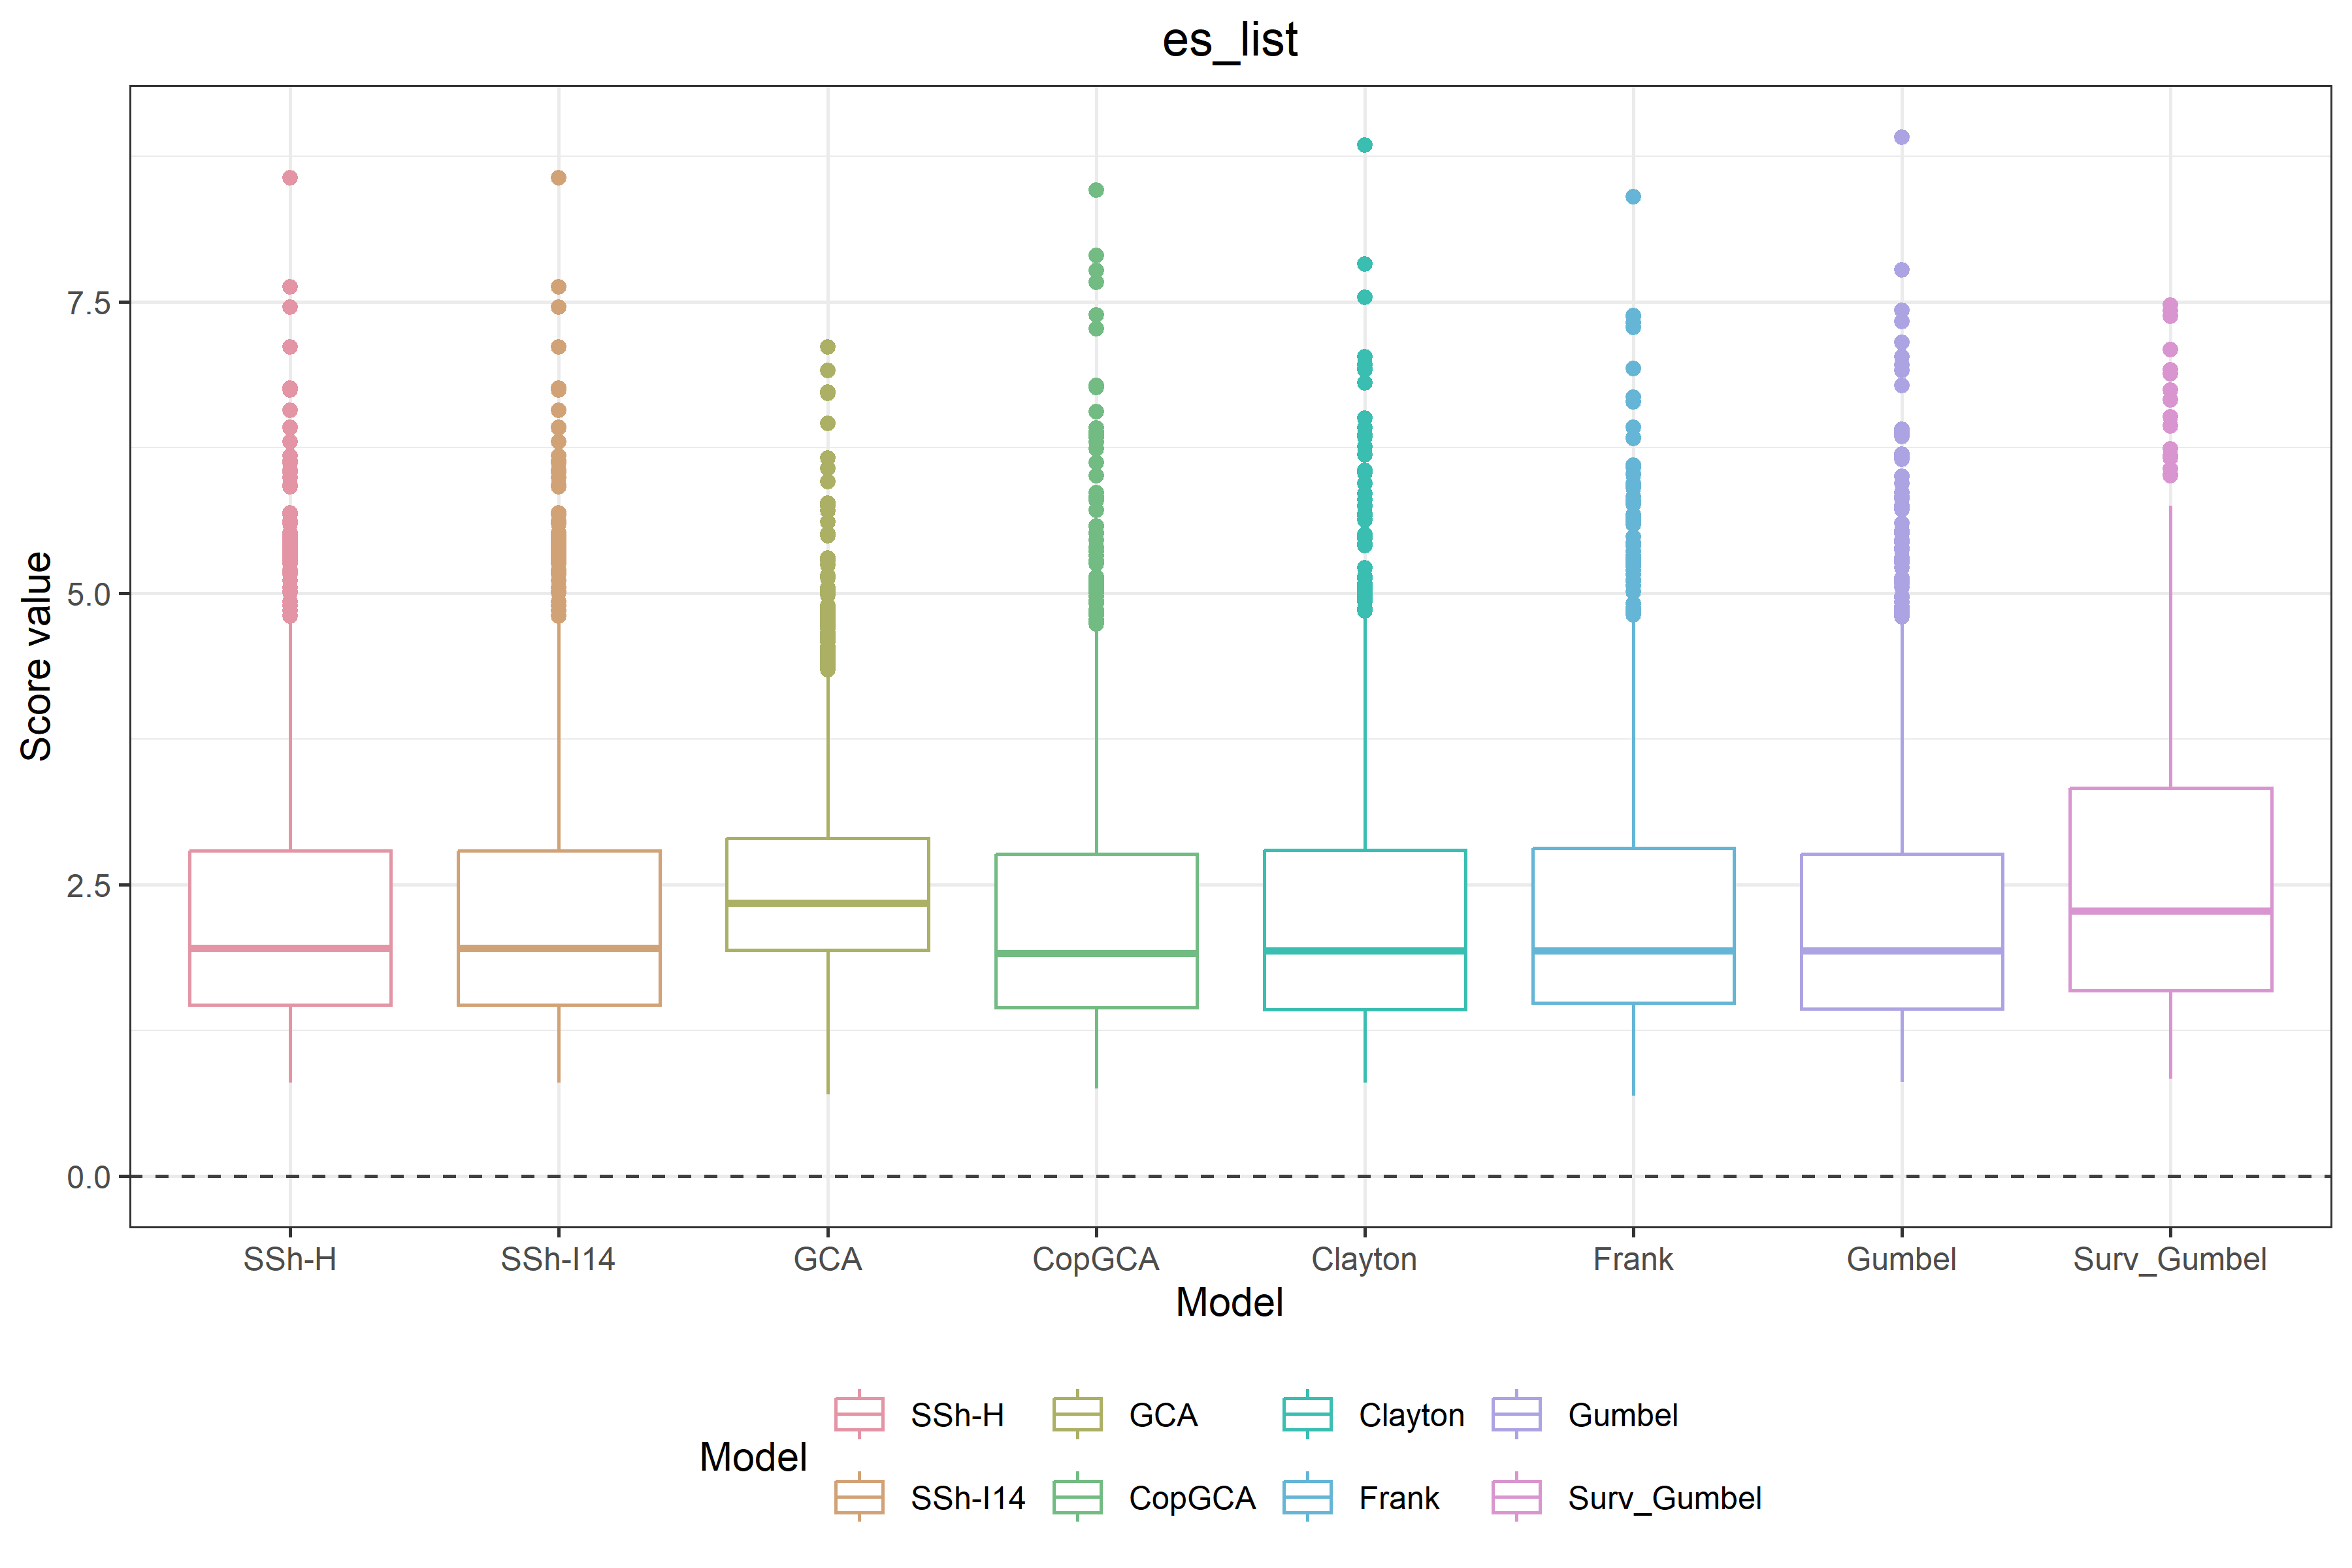 es_list
Score value
7.5
5.0
2.5
0.0
SSh-H SSh-I14 GCA CopGCA Clayton Frank Gumbel Surv_Gumbel
Model
Model
SSh-H GCA Clayton Gumbel
SSh-I14 CopGCA Frank Surv_Gumbel